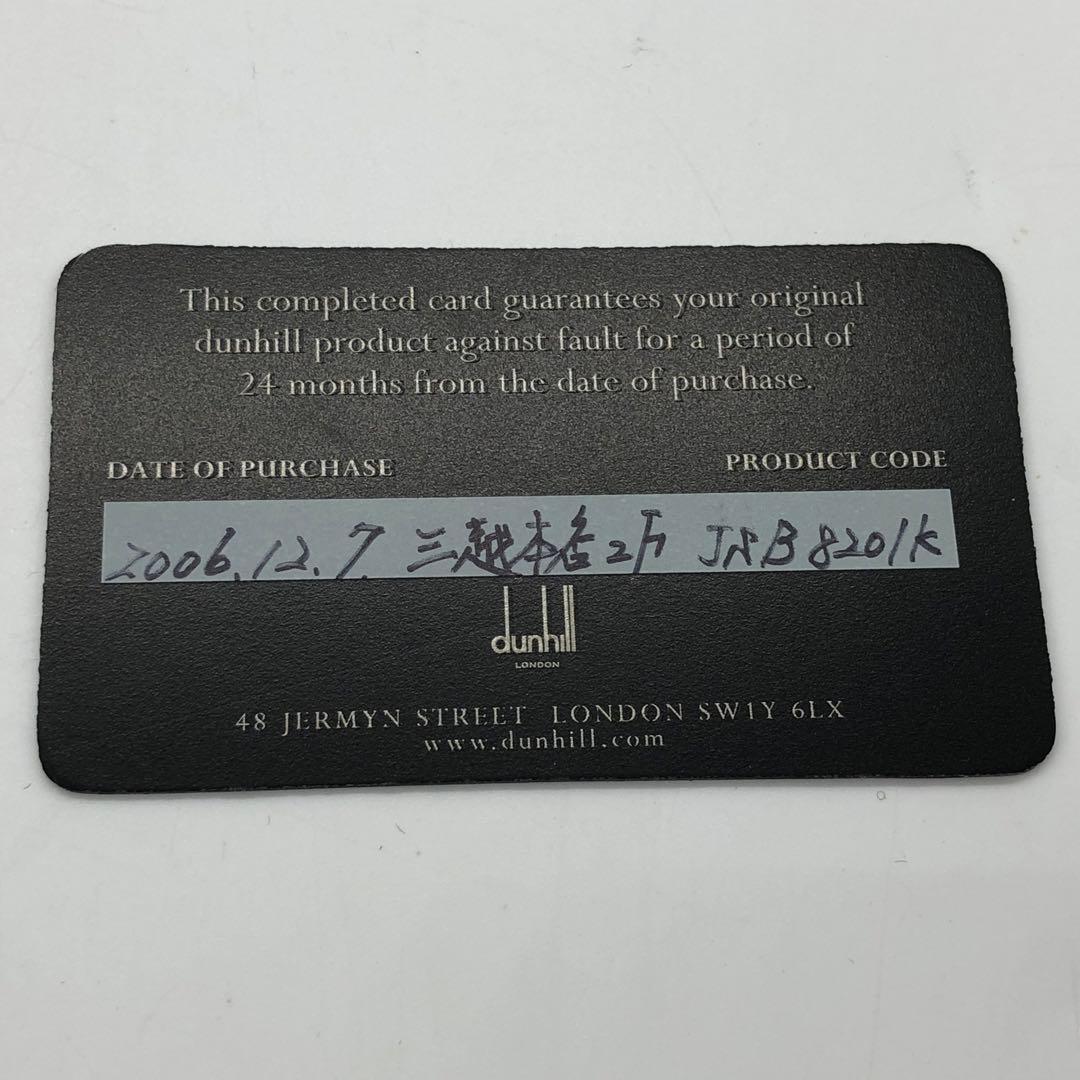 This completed card guarantees your original
dunhill product against fault for a period of
24 months from the date of purchase.
DATE OF PURCHASE PRODUCT CODE
2006.12.7. 三越本店2F JNB8201K
dunhill
LONDON
48 JERMYN STREET LONDON SW1Y 6LX
www.dunhill.com